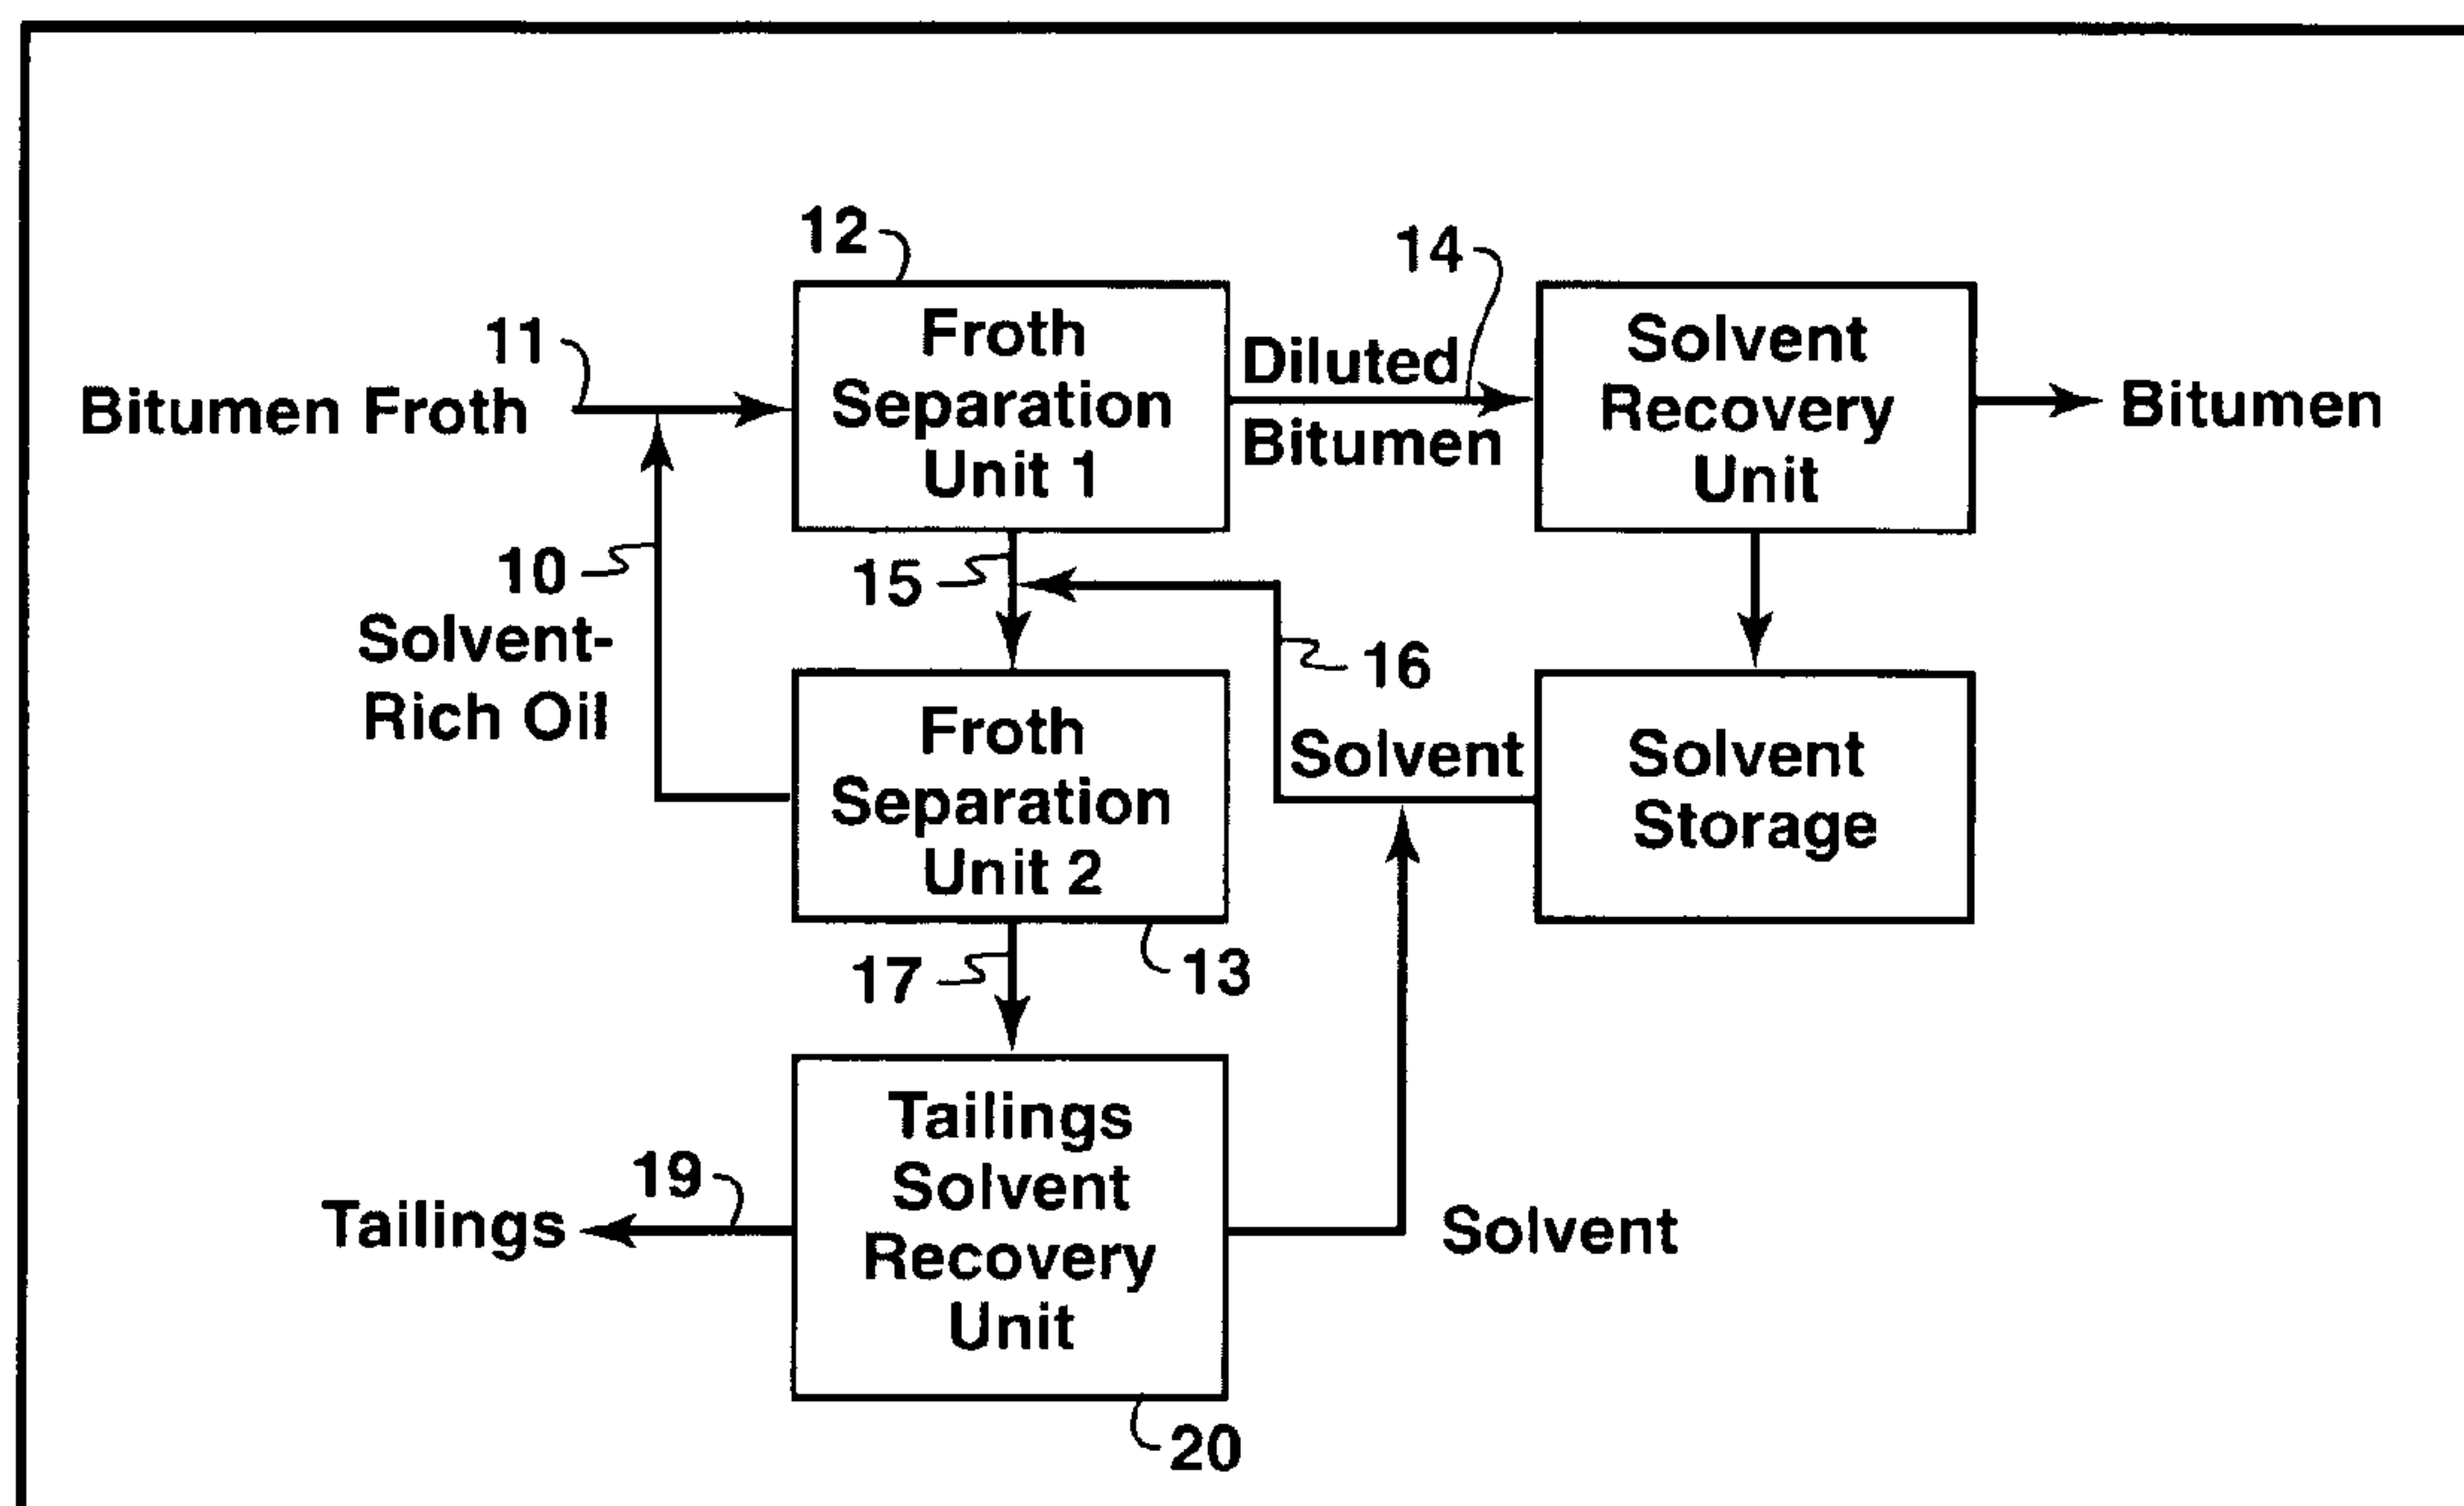 12
14
Froth
Separation
Unit 1
Solvent
Recovery
Unit
11
Diluted
Bitumen Froth
Bitumen
Bitumen
10
15
Solvent-
Rich Oil
16
Froth
Separation
Unit 2
Solvent
Solvent
Storage
17
13
Tailings
Solvent
Recovery
Unit
19
Tailings
Solvent
20